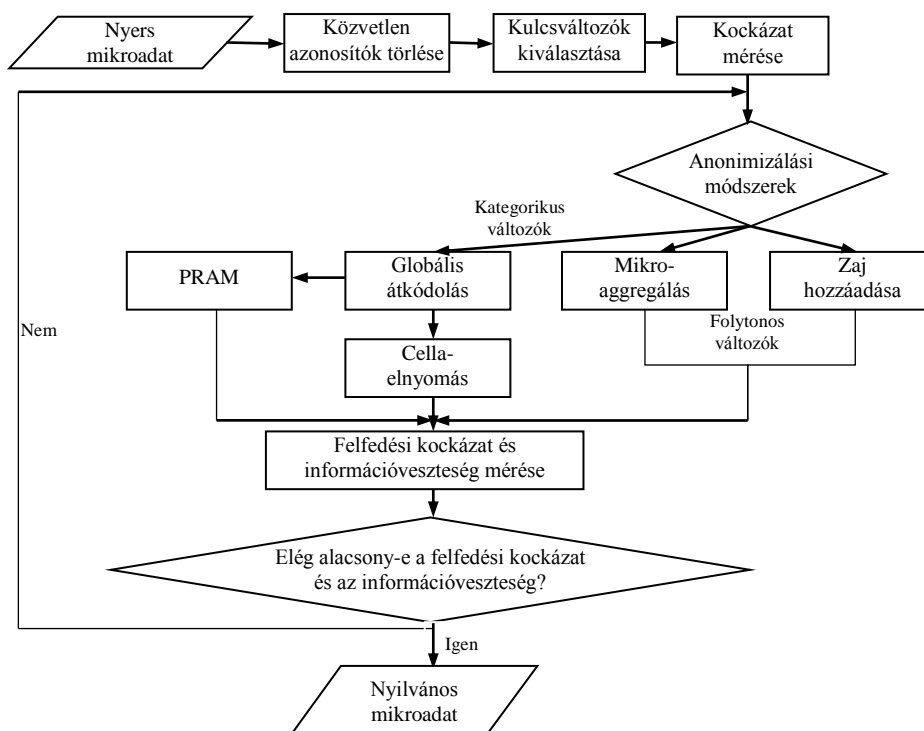 Nyers
mikroadat
Közvetlen
azonosítók törlése
Kulcsváltozók
kiválasztása
Kockázat
mérése
Anonimizálási
módszerek
Kategorikus
változók
PRAM
Globális
átkódolás
Mikro-
aggregálás
Zaj
hozzáadása
Nem
Folytonos
változók
Cella-
elnyomás
Felfedési kockázat és
információveszteség mérése
Elég alacsony-e a felfedési kockázat
és az információveszteség?
Igen
Nyilvános
mikroadat